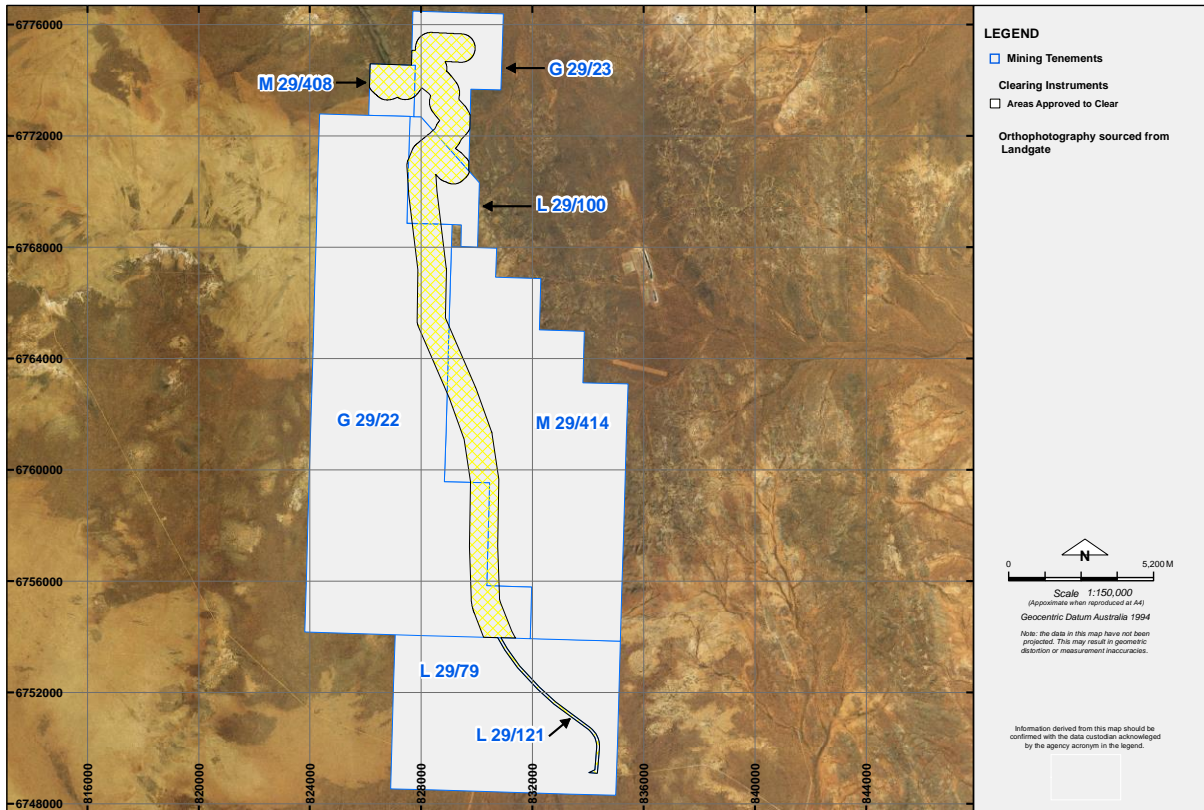 6776000
6772000
6768000
6764000
6760000
6756000
6752000
6748000
816000
820000
824000
828000
832000
836000
840000
844000
M 29/408
G 29/23
L 29/100
G 29/22
M 29/414
L 29/79
L 29/121
LEGEND
Mining Tenements
Clearing Instruments
Areas Approved to Clear
Orthophotography sourced from
Landgate
N
0 5,200 M
Scale 1:150,000
(Appoximate when reproduced at A4)
Geocentric Datum Australia 1994
Note: the data in this map have not been
projected. This may result in geometric
distortion or measurement inaccuracies.
Information derived from this map should be
confirmed with the data custodian acknowleged
by the agency acronym in the legend.